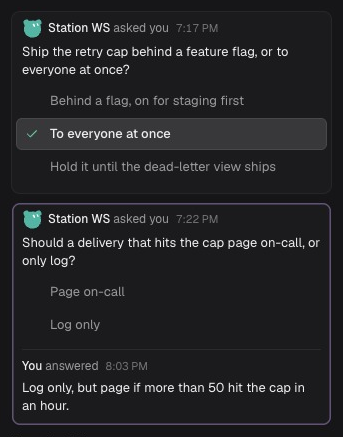 Station WS asked you 7:17 PM
Ship the retry cap behind a feature flag, or to
everyone at once?
Behind a flag, on for staging first
To everyone at once
Hold it until the dead-letter view ships
Station WS asked you 7:22 PM
Should a delivery that hits the cap page on-call, or
only log?
Page on-call
Log only
You answered 8:03 PM
Log only, but page if more than 50 hit the cap in
an hour.